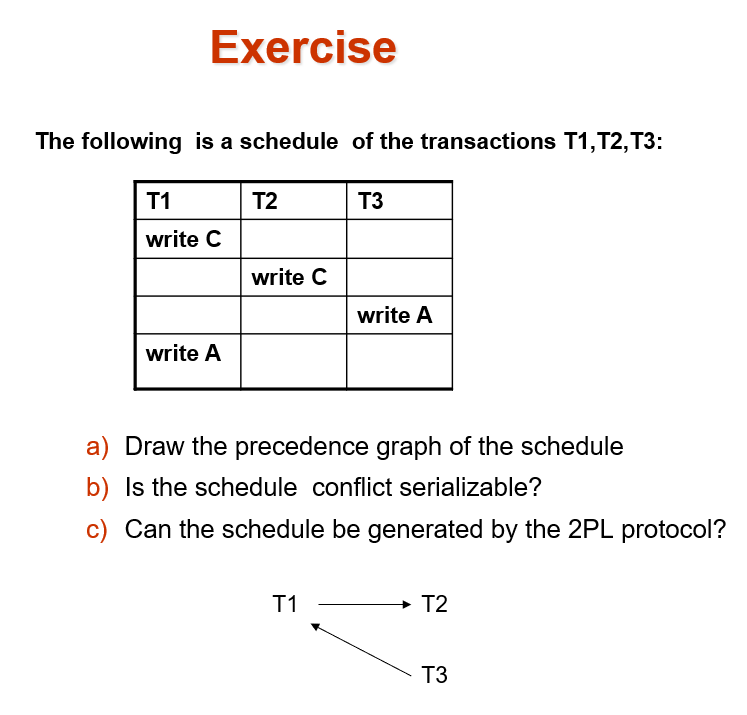 Exercise
The following is a schedule of the transactions T1,T2,T3:
T1 T2 T3
write C
write C
write A
write A
a) Draw the precedence graph of the schedule
b) Is the schedule conflict serializable?
c) Can the schedule be generated by the 2PL protocol?
T1 T2
T3